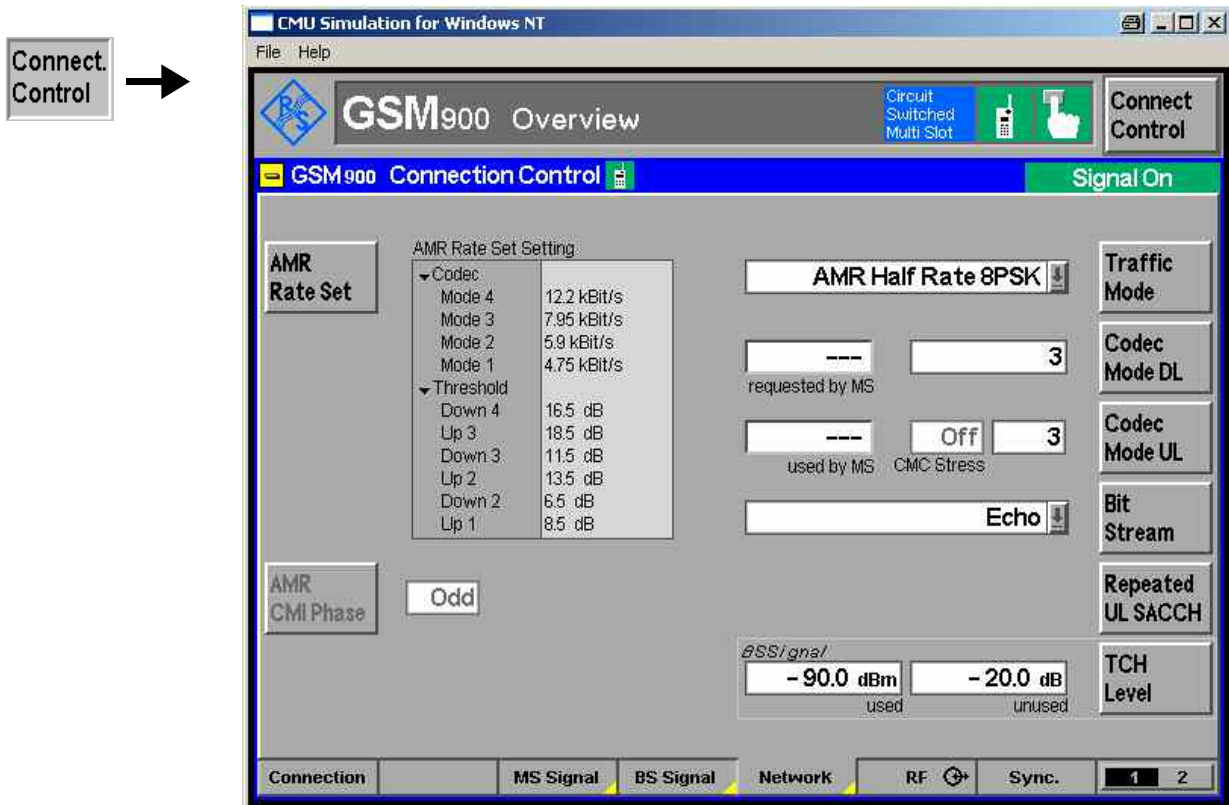 Connect.
Control
CMU Simulation for Windows NT
File Help
R S
GSM900 Overview
Circuit
Switched
Multi Slot
Connect
Control
GSM900 Connection Control
Signal On
AMR
Rate Set
AMR Rate Set Setting
Codec
Mode 4 12.2 kBit/s
Mode 3 7.95 kBit/s
Mode 2 5.9 kBit/s
Mode 1 4.75 kBit/s
Threshold
Down 4 16.5 dB
Up 3 18.5 dB
Down 3 11.5 dB
Up 2 13.5 dB
Down 2 6.5 dB
Up 1 8.5 dB
AMR Half Rate 8PSK
Traffic
Mode
--- 3
requested by MS
Codec
Mode DL
--- Off 3
used by MS CMC Stress
Codec
Mode UL
Echo
Bit
Stream
AMR
CMI Phase
Odd
Repeated
UL SACCH
BSSignal
- 90.0 dBm - 20.0 dB
used unused
TCH
Level
Connection MS Signal BS Signal Network RF Sync. 1 2